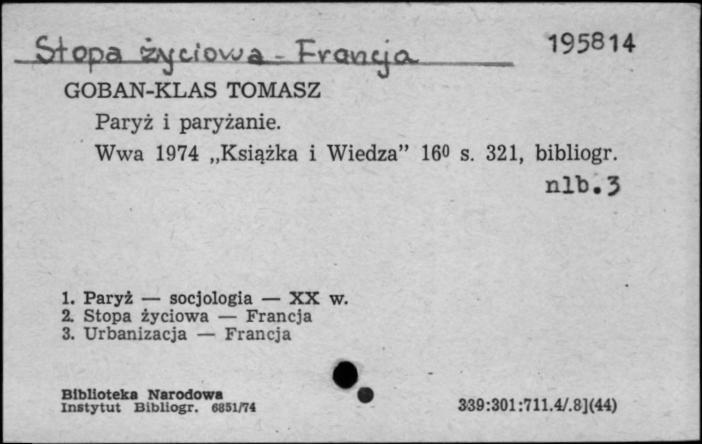 Stopa życiowa - Francja 195814
GOBAN-KLAS TOMASZ
Paryż i paryżanie.
Wwa 1974 „Książka i Wiedza” 16⁰ s. 321, bibliogr.
nlb.3
1. Paryż — socjologia — XX w.
2. Stopa życiowa — Francja
3. Urbanizacja — Francja
Biblioteka Narodowa
Instytut Bibliogr. 6851/74 339:301:711.4/.8](44)